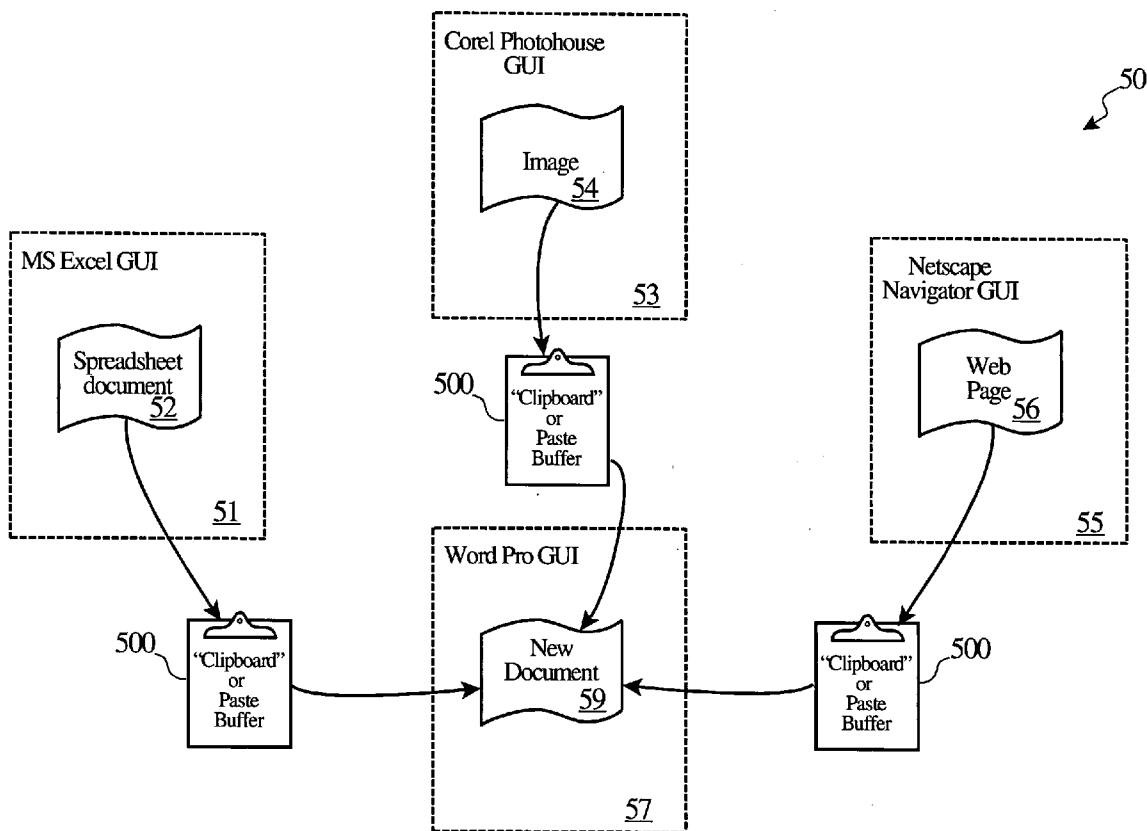 Corel Photohouse
GUI
50
Image
54
53
MS Excel GUI
Spreadsheet
document
52
51
Netscape
Navigator GUI
Web
Page
56
55
500
“Clipboard”
or
Paste
Buffer
Word Pro GUI
New
Document
59
57
500
“Clipboard”
or
Paste
Buffer
“Clipboard”
or
Paste
Buffer
500